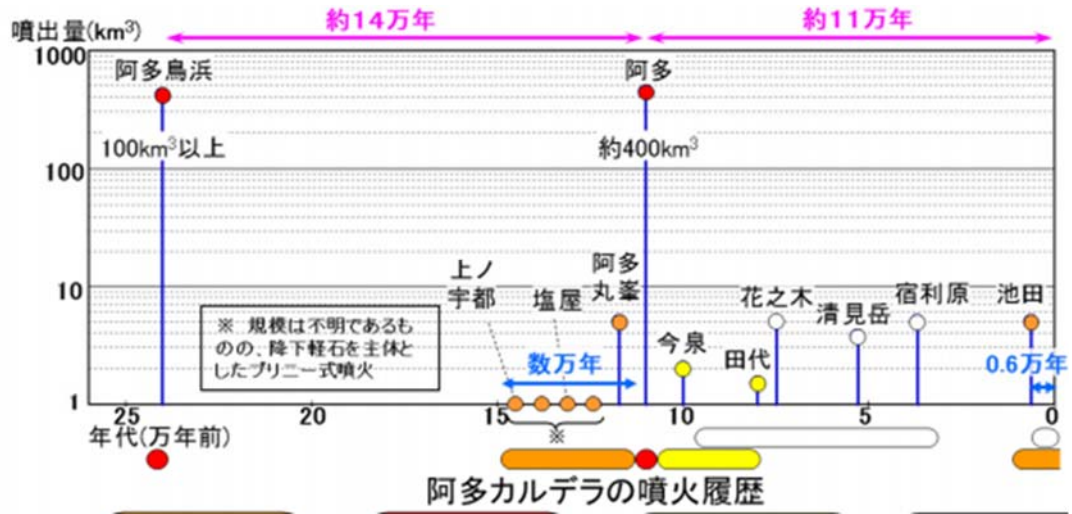 約14万年
約11万年
噴出量(km³)
1000
阿多鳥浜
阿多
100km³以上
約400km³
100
阿多
丸峯
上ノ
宇都
塩屋
10
花之木
清見岳
宿利原
池田
※ 規模は不明であるも
のの、降下軽石を主体と
したプリニー式噴火
今泉
田代
数万年
0.6万年
1
25
20
15
10
5
0
年代(万年前)
※
阿多カルデラの噴火履歴